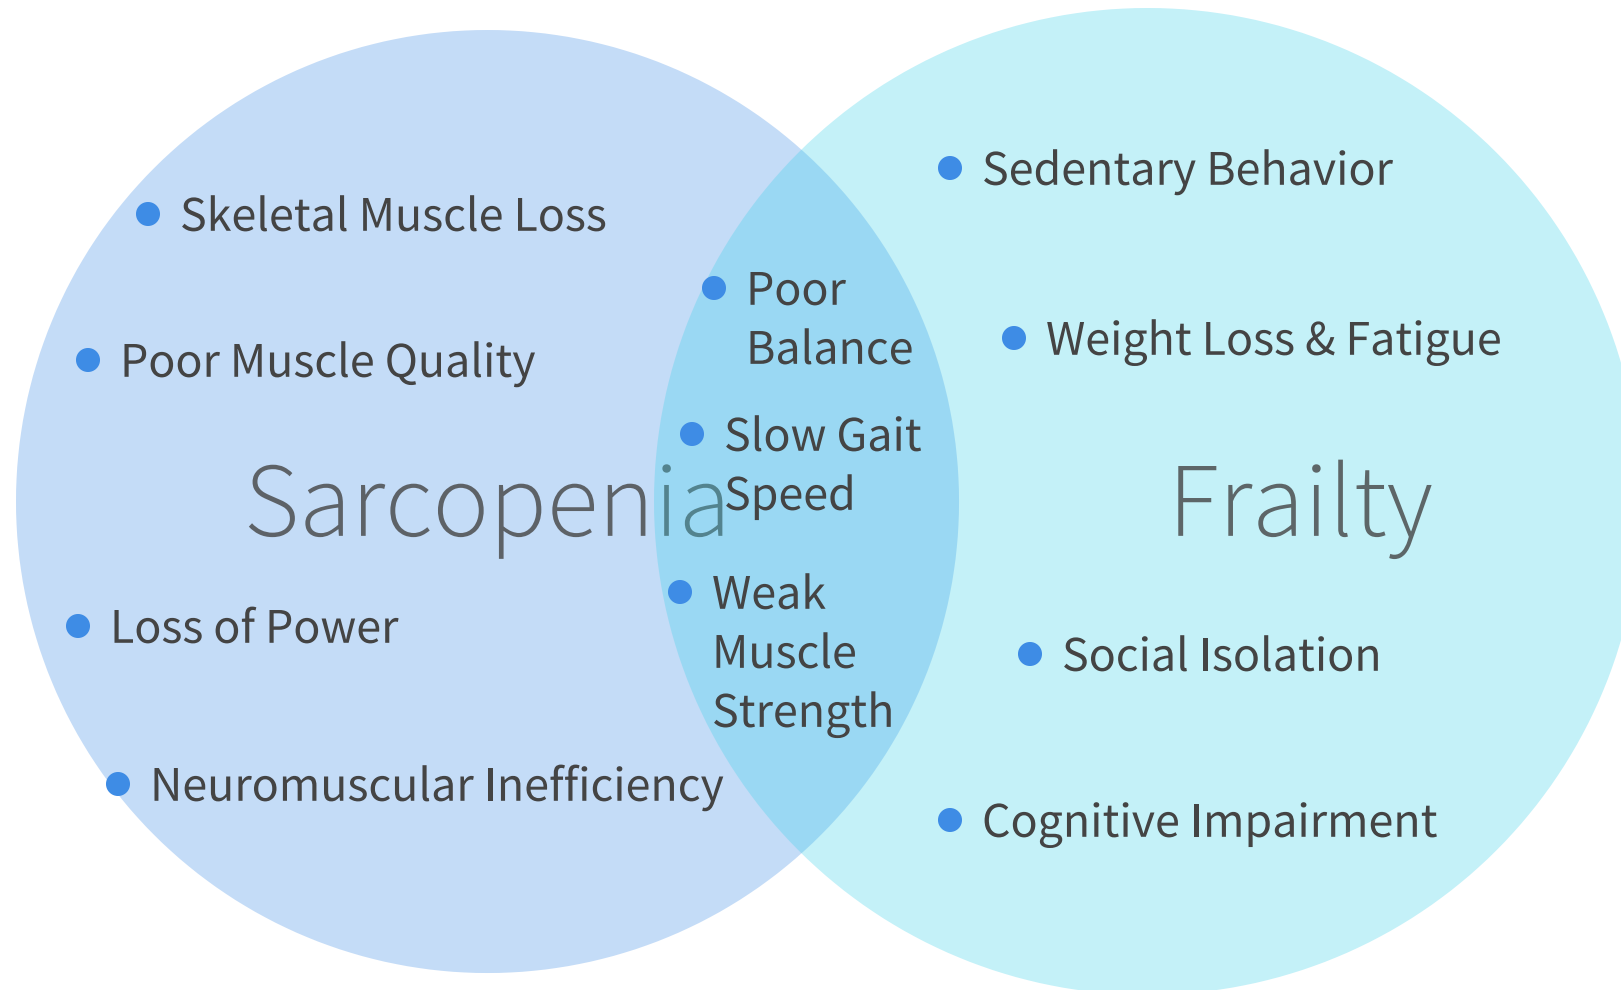 Skeletal Muscle Loss
Poor Muscle Quality
Sarcopenia
Loss of Power
Neuromuscular Inefficiency
Poor
Balance
Slow Gait
Speed
Weak
Muscle
Strength
Sedentary Behavior
Weight Loss & Fatigue
Frailty
Social Isolation
Cognitive Impairment